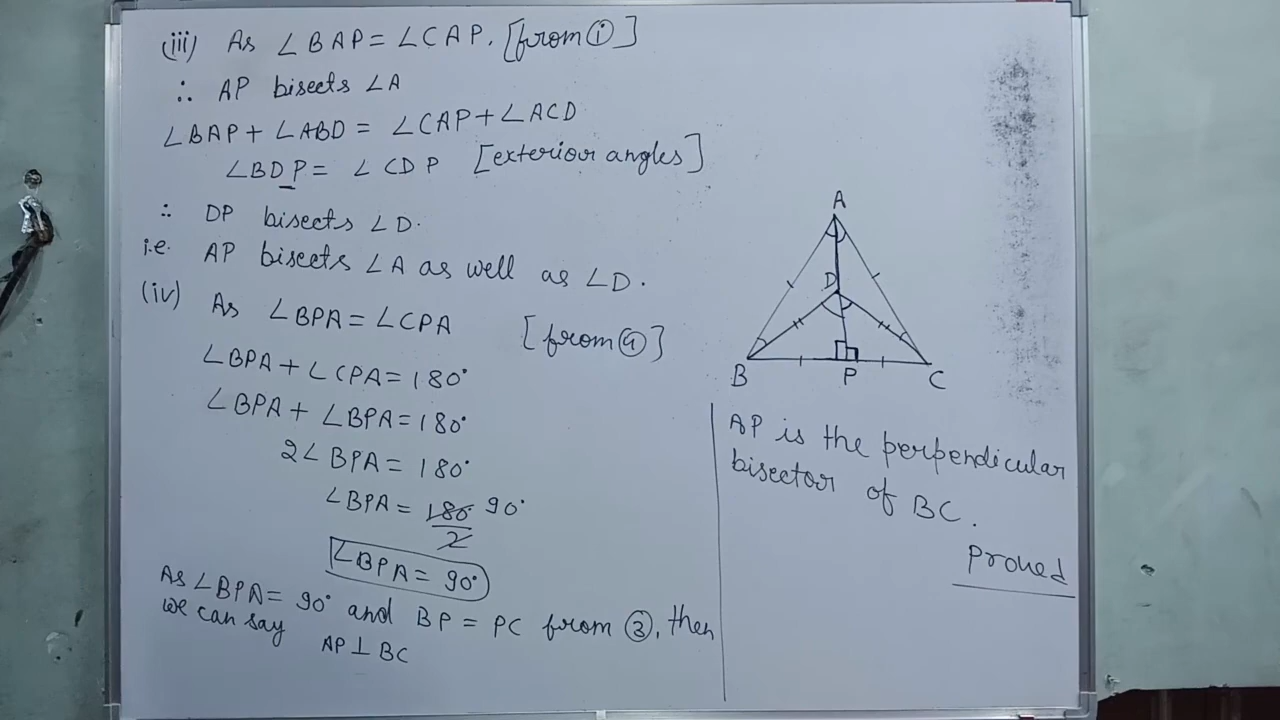 (iii) As ∠BAP = ∠CAP. [from ①]
∴ AP bisects ∠A
∠BAP + ∠ABD = ∠CAP + ∠ACD
∠BDP = ∠CDP [exterior angles]
∴ DP bisects ∠D.
i.e. AP bisects ∠A as well as ∠D.
(iv) As ∠BPA = ∠CPA [from ④]
∠BPA + ∠CPA = 180°
∠BPA + ∠BPA = 180°
2∠BPA = 180°
∠BPA = 180/2 90°
∠BPA = 90°
As ∠BPA = 90° and BP = PC from ③, then
we can say AP ⊥ BC
A
D
B P C
AP is the perpendicular
bisector of BC.
Proved